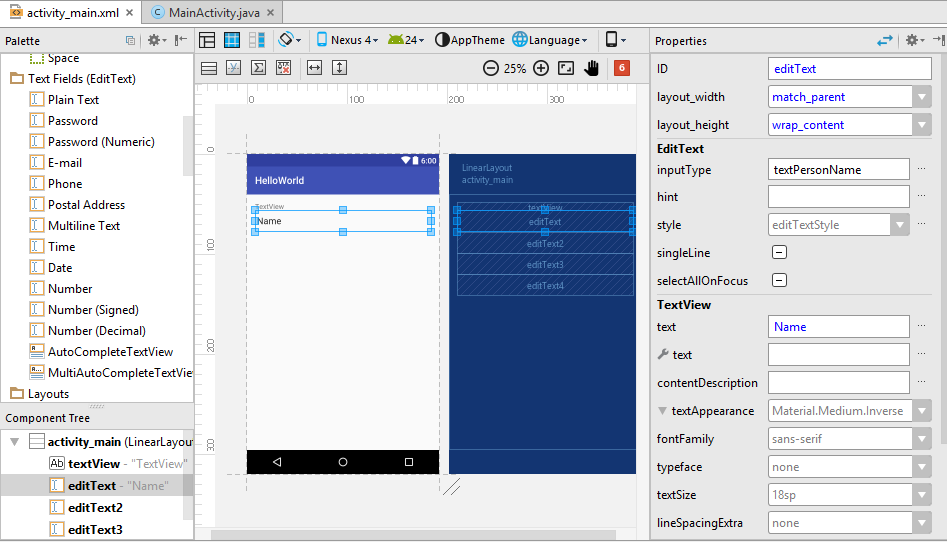 activity_main.xml
MainActivity.java
Palette
Nexus 4
24
AppTheme
Language
Properties
25%
6
Space
Text Fields (EditText)
Plain Text
Password
Password (Numeric)
E-mail
Phone
Postal Address
Multiline Text
Time
Date
Number
Number (Signed)
Number (Decimal)
AutoCompleteTextView
MultiAutoCompleteTextView
Layouts
Component Tree
activity_main (LinearLayout
textView - "TextView"
editText - "Name"
editText2
editText3
0
100
200
300
0
100
200
300
6:00
HelloWorld
TextView
Name
LinearLayout
activity_main
textView
editText
editText2
editText3
editText4
ID
editText
layout_width
match_parent
layout_height
wrap_content
EditText
inputType
textPersonName
hint
style
editTextStyle
singleLine
selectAllOnFocus
TextView
text
Name
text
contentDescription
textAppearance
Material.Medium.Inverse
fontFamily
sans-serif
typeface
none
textSize
18sp
lineSpacingExtra
none